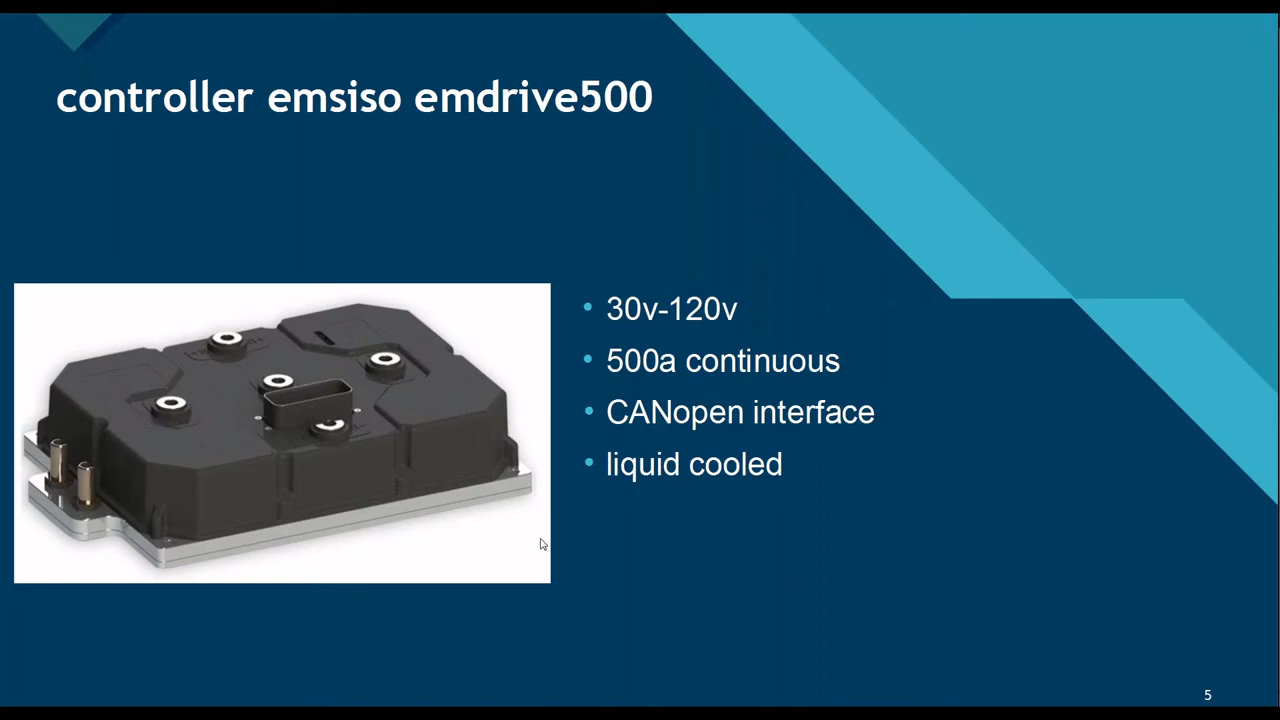 controller emsiso emdrive500
30v-120v
500a continuous
CANopen interface
liquid cooled
5